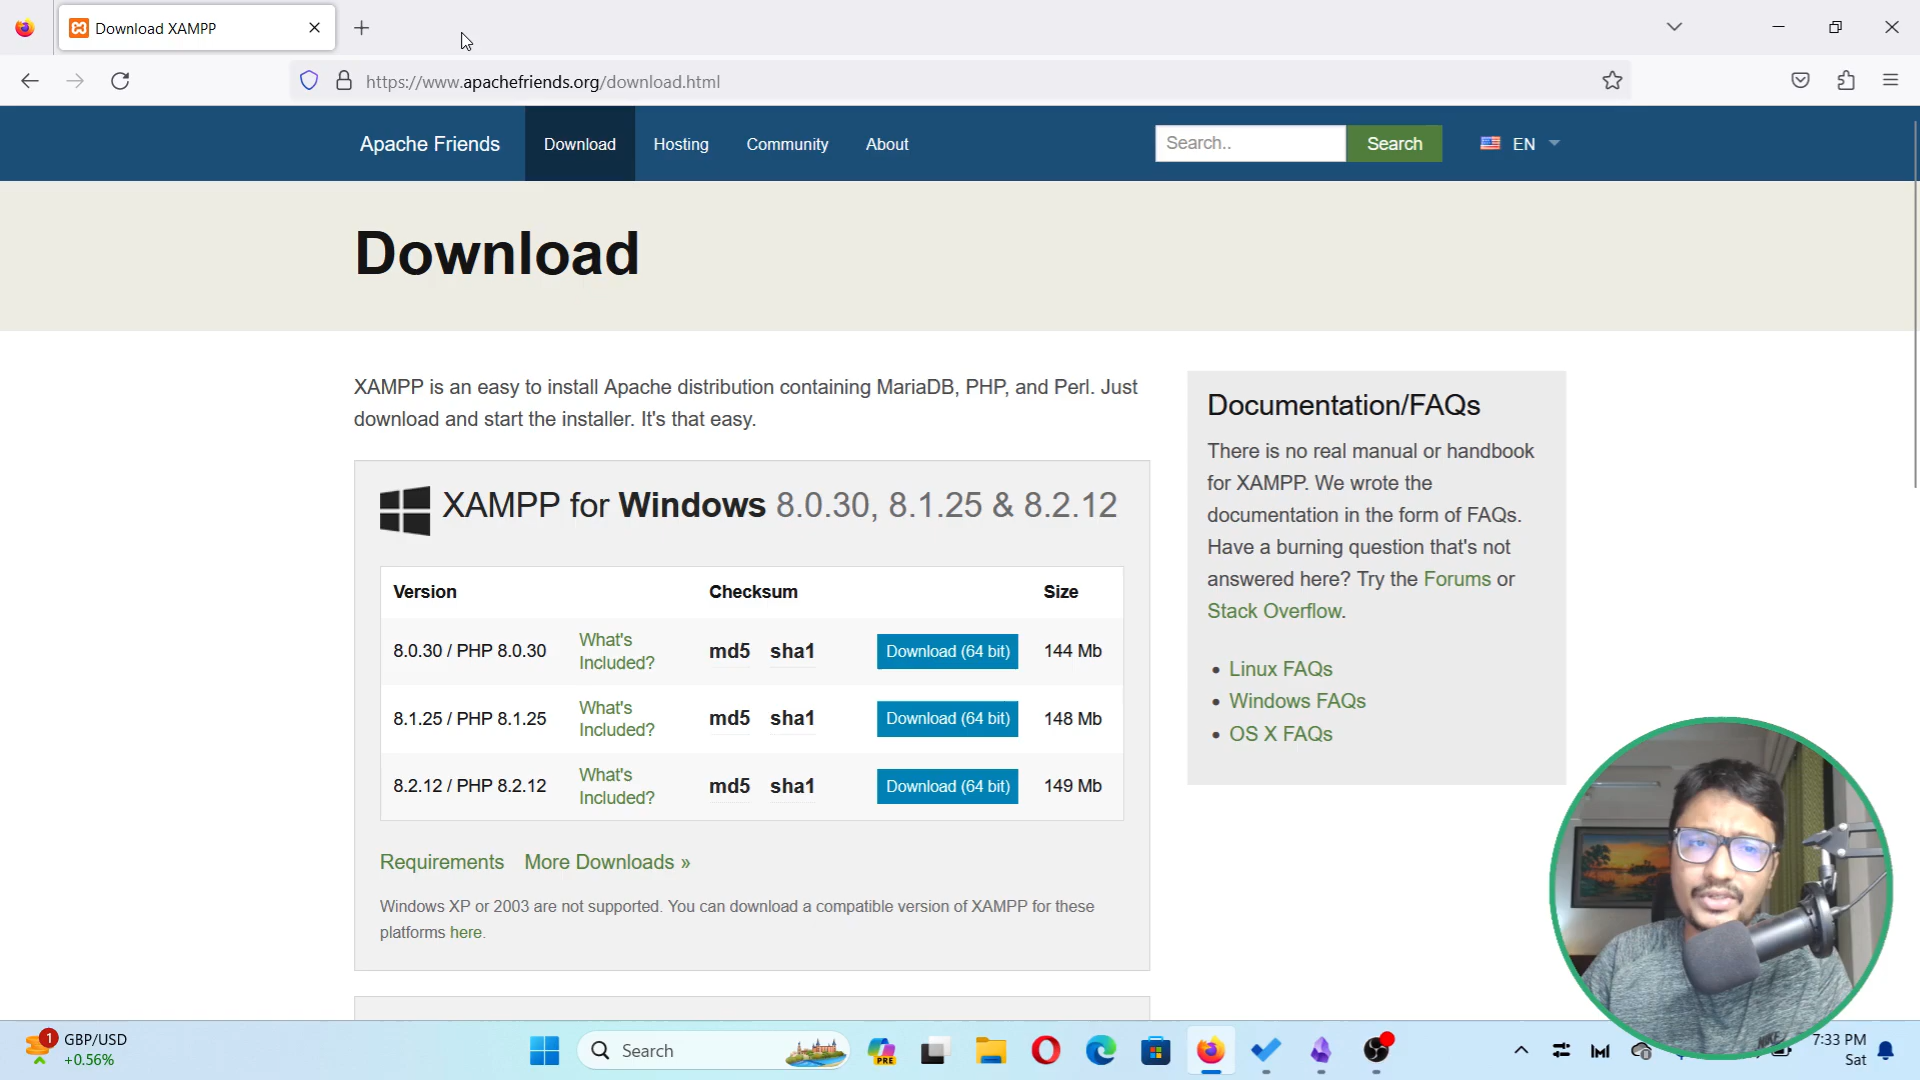 Download XAMPP
https://www.apachefriends.org/download.html
Apache Friends
Download
Hosting
Community
About
Search..
Search
EN
Download
XAMPP is an easy to install Apache distribution containing MariaDB, PHP, and Perl. Just
download and start the installer. It's that easy.
XAMPP for Windows 8.0.30, 8.1.25 & 8.2.12
Version Checksum Size
8.0.30 / PHP 8.0.30 What's Included? md5 sha1 Download (64 bit) 144 Mb
8.1.25 / PHP 8.1.25 What's Included? md5 sha1 Download (64 bit) 148 Mb
8.2.12 / PHP 8.2.12 What's Included? md5 sha1 Download (64 bit) 149 Mb
Requirements More Downloads »
Windows XP or 2003 are not supported. You can download a compatible version of XAMPP for these
platforms here.
Documentation/FAQs
There is no real manual or handbook
for XAMPP. We wrote the
documentation in the form of FAQs.
Have a burning question that's not
answered here? Try the Forums or
Stack Overflow.
• Linux FAQs
• Windows FAQs
• OS X FAQs
1
GBP/USD
+0.56%
Search
PRE
7:33 PM
Sat